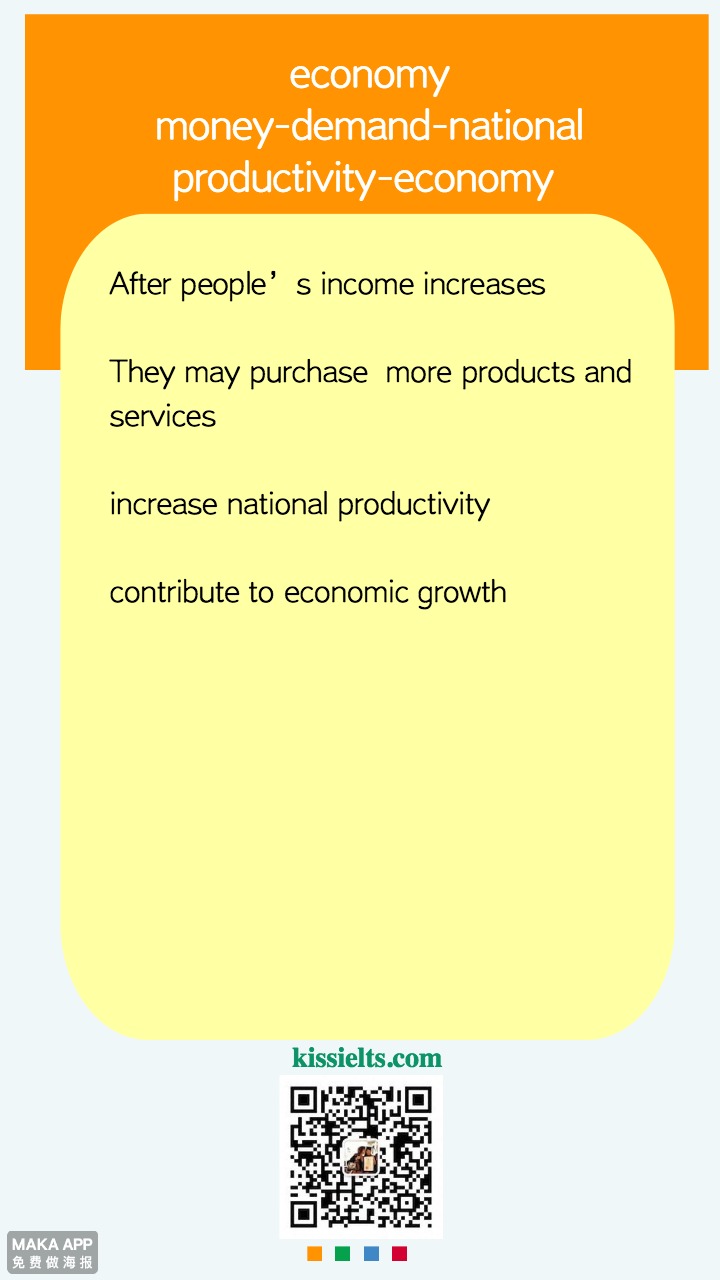 economy
money-demand-national
productivity-economy
After people’s income increases
They may purchase  more products and
services
increase national productivity
contribute to economic growth
kissielts.com
MAKA APP
免费做海报